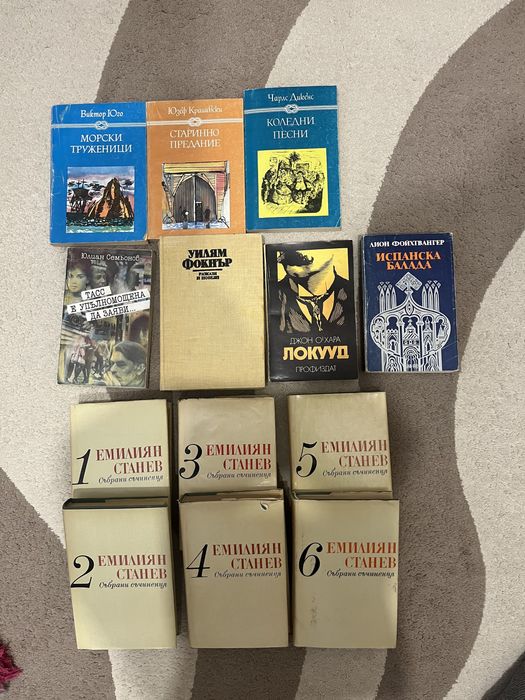 Виктор Юго
МОРСКИ
ТРУЖЕНИЦИ
Юзеф Крашевски
СТАРИННО
ПРЕДАНИЕ
Чарлс Дикенс
КОЛЕДНИ
ПЕСНИ
Юлиан Семьонов
ТАСС
Е УПЪЛНОМОЩЕНА
ДА ЗАЯВИ...
УИЛЯМ
ФОКНЪР
РАЗКАЗИ
И НОВЕЛИ
ДЖОН О'ХАРА
ЛОКУУД
ПРОФИЗДАТ
ЛИОН ФОЙХТВАНГЕР
ИСПАНСКА
БАЛАДА
1 ЕМИЛИЯН
СТАНЕВ
Събрани съчинения
3 ЕМИЛИЯН
СТАНЕВ
Събрани съчинения
5 ЕМИЛИЯН
СТАНЕВ
Събрани съчинения
2 ЕМИЛИЯН
СТАНЕВ
Събрани съчинения
4 ЕМИЛИЯН
СТАНЕВ
Събрани съчинения
6 ЕМИЛИЯН
СТАНЕВ
Събрани съчинения